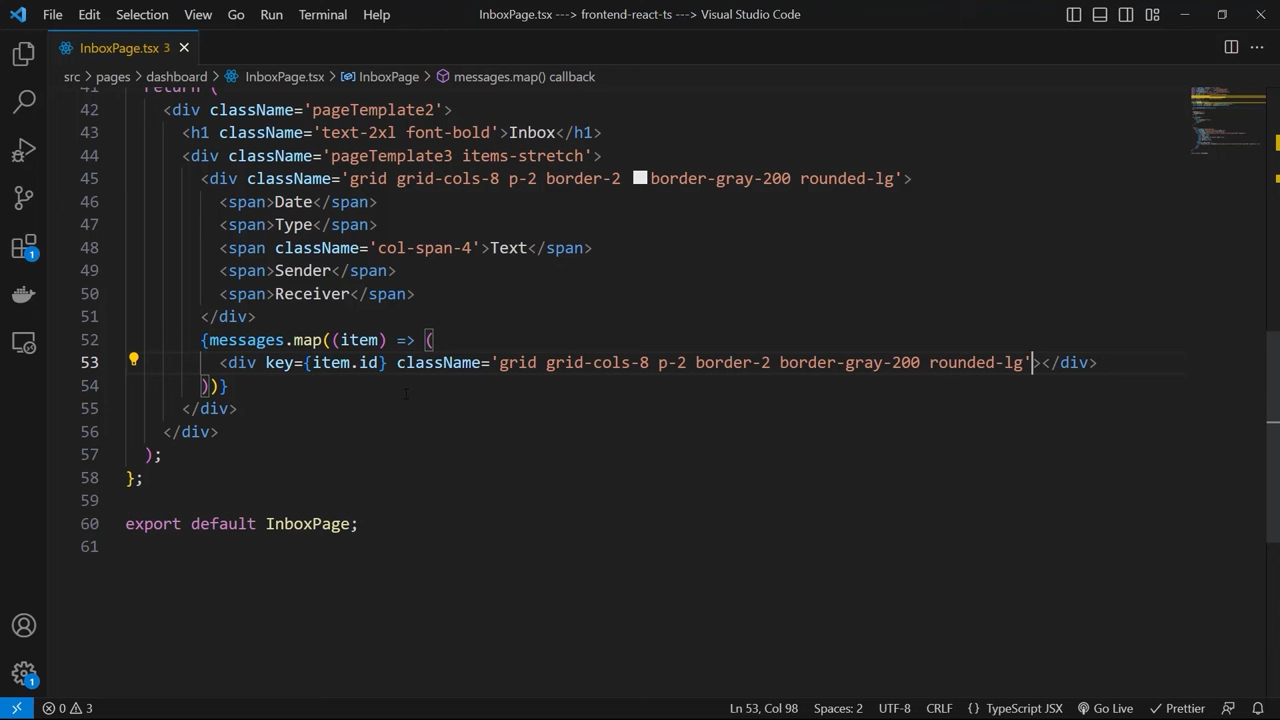 File Edit Selection View Go Run Terminal Help InboxPage.tsx ---> frontend-react-ts ---> Visual Studio Code
InboxPage.tsx 3
src > pages > dashboard > InboxPage.tsx > InboxPage > messages.map() callback
41 return (
42 <div className='pageTemplate2'>
43 <h1 className='text-2xl font-bold'>Inbox</h1>
44 <div className='pageTemplate3 items-stretch'>
45 <div className='grid grid-cols-8 p-2 border-2 border-gray-200 rounded-lg'>
46 <span>Date</span>
47 <span>Type</span>
48 <span className='col-span-4'>Text</span>
49 <span>Sender</span>
50 <span>Receiver</span>
51 </div>
52 {messages.map((item) => (
53 <div key={item.id} className='grid grid-cols-8 p-2 border-2 border-gray-200 rounded-lg'></div>
54 ))}
55 </div>
56 </div>
57 );
58 };
59
60 export default InboxPage;
61
1
1
0 3 Ln 53, Col 98 Spaces: 2 UTF-8 CRLF {} TypeScript JSX Go Live Prettier